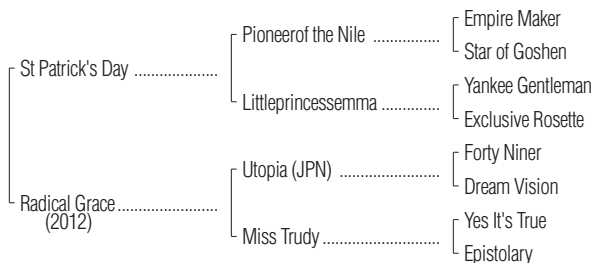 St Patrick's Day ....................
Pioneerof the Nile ................
Empire Maker
Star of Goshen
Littleprincessemma ..............
Yankee Gentleman
Exclusive Rosette
Radical Grace ........................
(2012)
Utopia (JPN) ........................
Forty Niner
Dream Vision
Miss Trudy ............................
Yes It's True
Epistolary